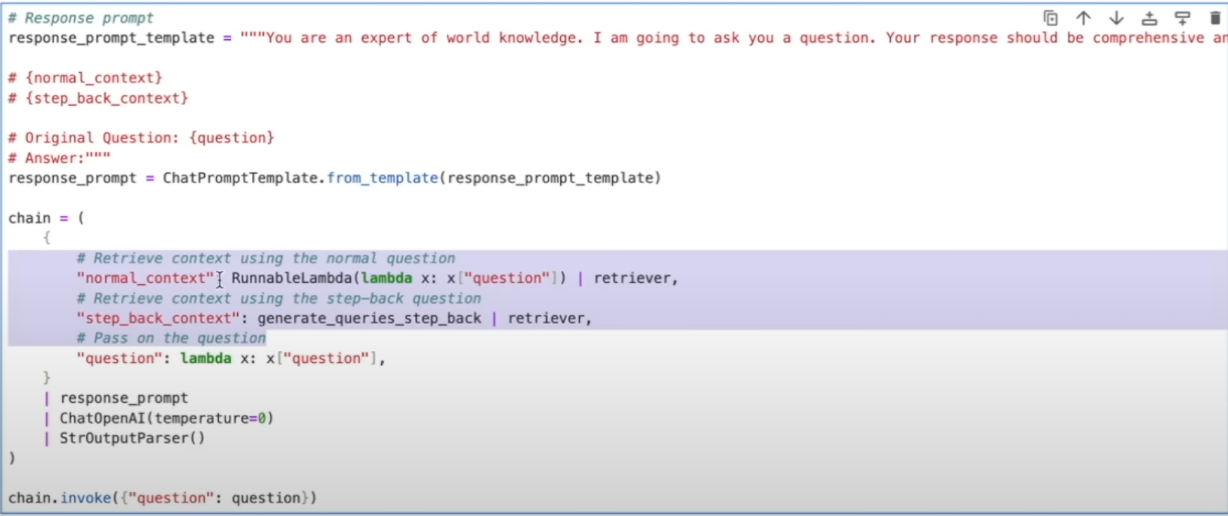 # Response prompt
response_prompt_template = """You are an expert of world knowledge. I am going to ask you a question. Your response should be comprehensive
# {normal_context}
# {step_back_context}
# Original Question: {question}
# Answer:"""
response_prompt = ChatPromptTemplate.from_template(response_prompt_template)
chain = (
    {
        # Retrieve context using the normal question
        "normal_context": RunnableLambda(lambda x: x["question"]) | retriever,
        # Retrieve context using the step-back question
        "step_back_context": generate_queries_step_back | retriever,
        # Pass on the question
        "question": lambda x: x["question"],
    }
    | response_prompt
    | ChatOpenAI(temperature=0)
    | StrOutputParser()
)
chain.invoke({"question": question})